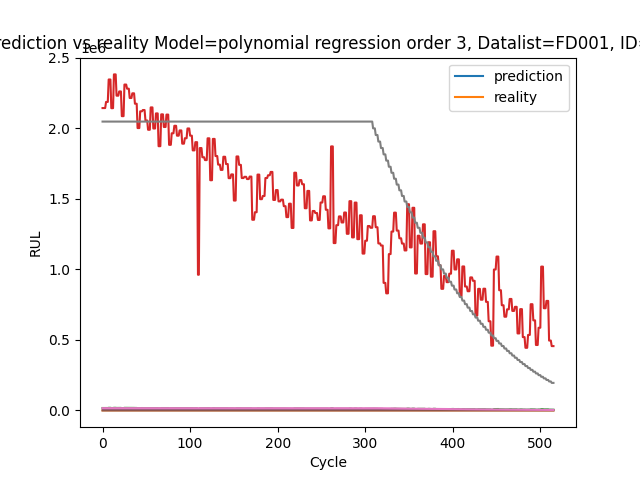 rediction vs reality Model=polynomial regression order 3, Datalist=FD001, ID=
1e6
2.5
2.0
1.5
1.0
0.5
0.0
RUL
prediction
reality
0 100 200 300 400 500
Cycle